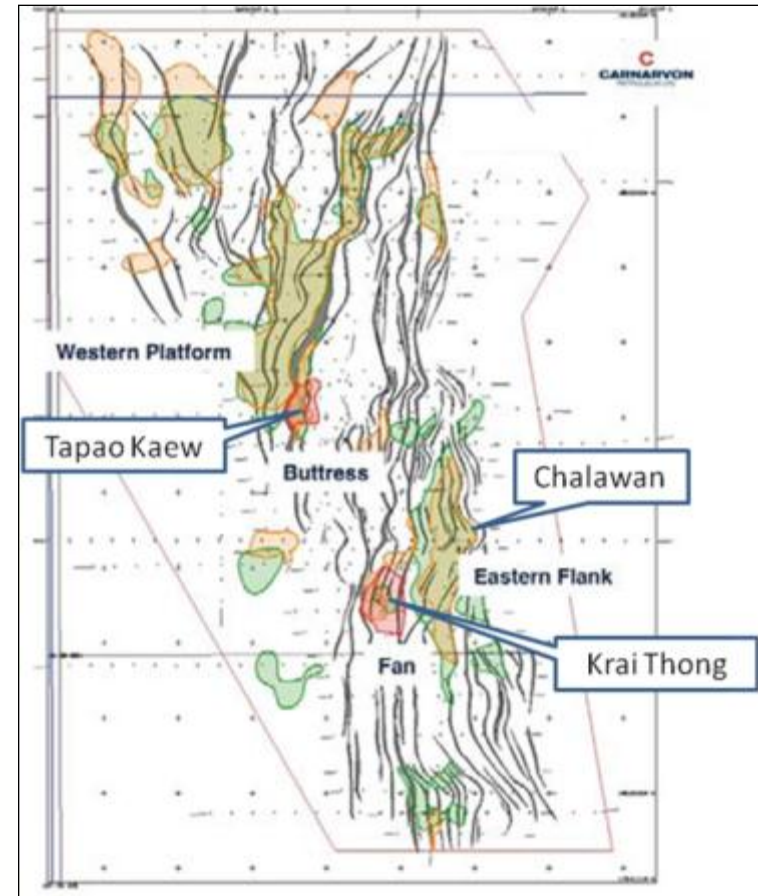 CARNARVON
Western Platform
Tapao Kaew
Buttress
Chalawan
Eastern Flank
Krai Thong
Fan